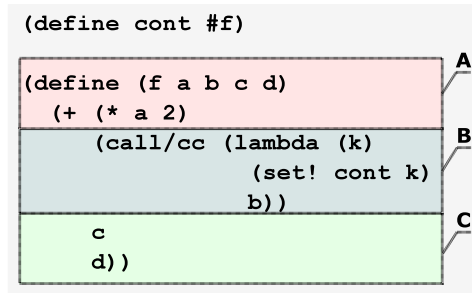 (define cont #f)
(define (f a b c d)
(+ (* a 2)
A
(call/cc (lambda (k)
(set! cont k)
b))
B
c
d))
C